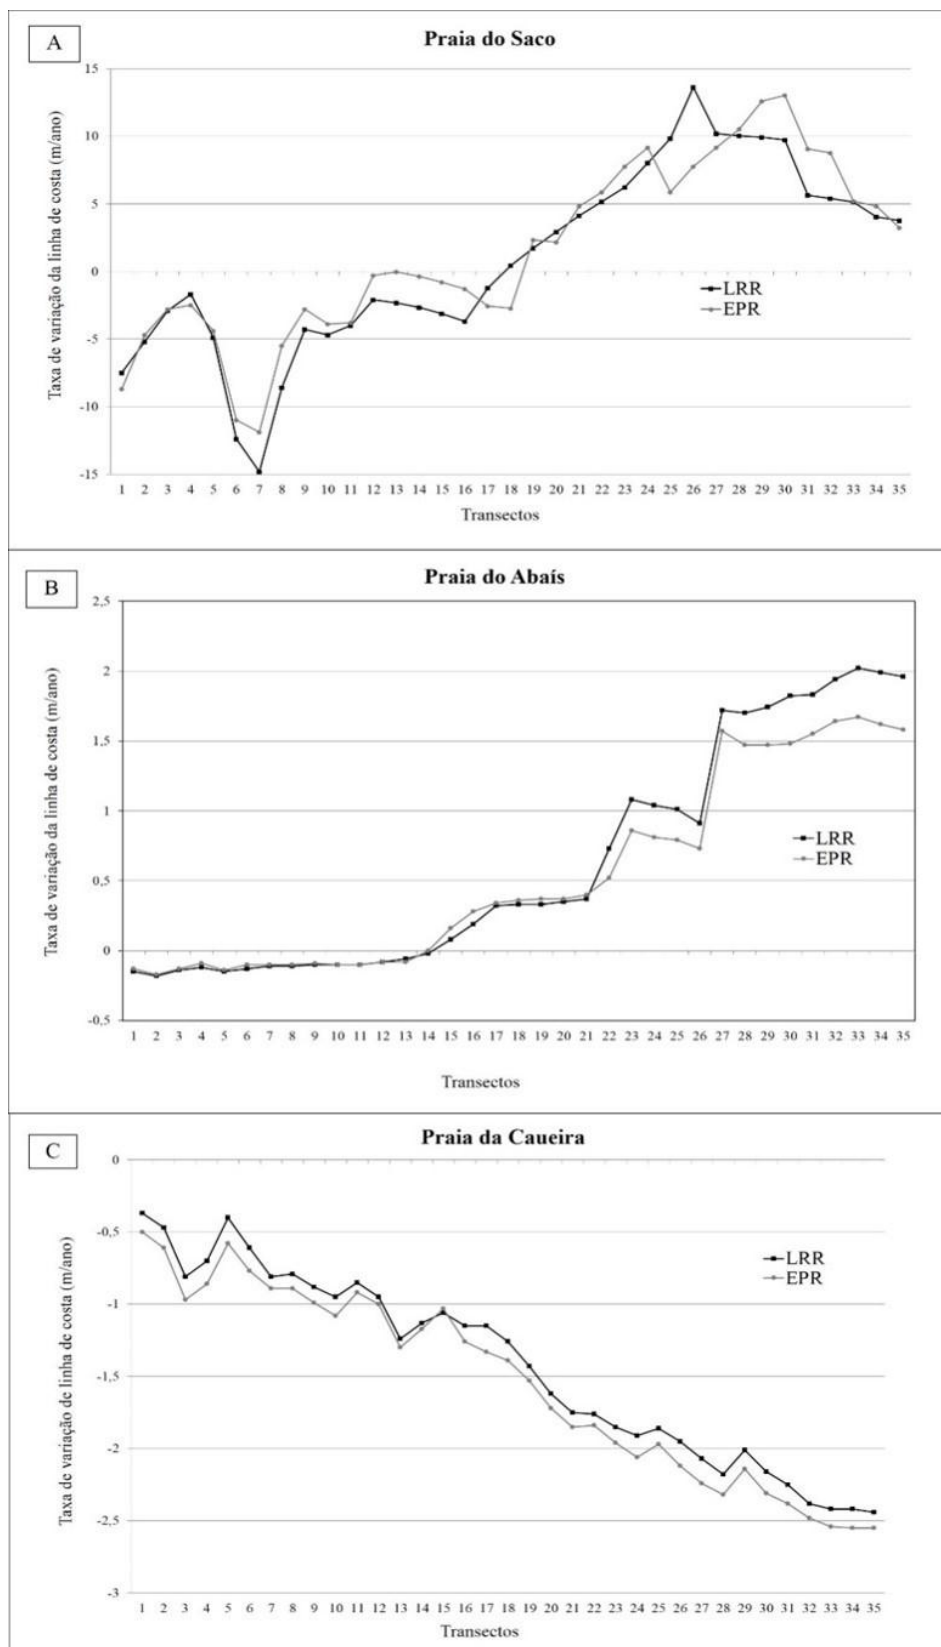 A
Praia do Saco
Taxa de variação da linha de costa (m/ano)
15
10
5
0
-5
-10
-15
LRR
EPR
1 2 3 4 5 6 7 8 9 10 11 12 13 14 15 16 17 18 19 20 21 22 23 24 25 26 27 28 29 30 31 32 33 34 35
Transectos
B
Praia do Abaís
Taxa de variação da linha de costa (m/ano)
2,5
2
1,5
1
0,5
0
-0,5
LRR
EPR
1 2 3 4 5 6 7 8 9 10 11 12 13 14 15 16 17 18 19 20 21 22 23 24 25 26 27 28 29 30 31 32 33 34 35
Transectos
C
Praia da Caueira
Taxa de variação de linha de costa (m/ano)
0
-0,5
-1
-1,5
-2
-2,5
-3
LRR
EPR
1 2 3 4 5 6 7 8 9 10 11 12 13 14 15 16 17 18 19 20 21 22 23 24 25 26 27 28 29 30 31 32 33 34 35
Transectos